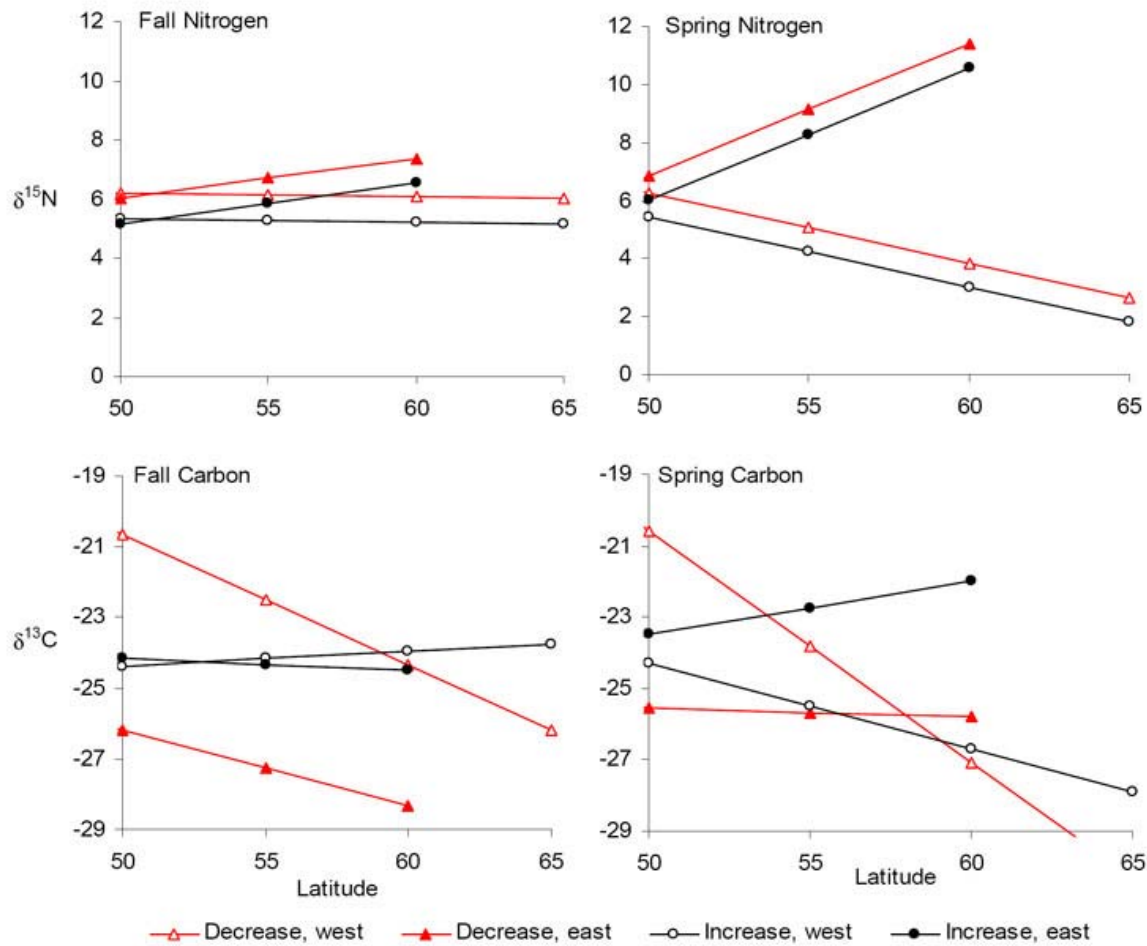 Fall Nitrogen
12
10
8
6
4
2
0
δ15N
50 55 60 65
Spring Nitrogen
12
10
8
6
4
2
0
50 55 60 65
Fall Carbon
-19
-21
-23
-25
-27
-29
δ13C
50 55 60 65
Latitude
Spring Carbon
-19
-21
-23
-25
-27
-29
50 55 60 65
Latitude
Decrease, west Decrease, east Increase, west Increase, east